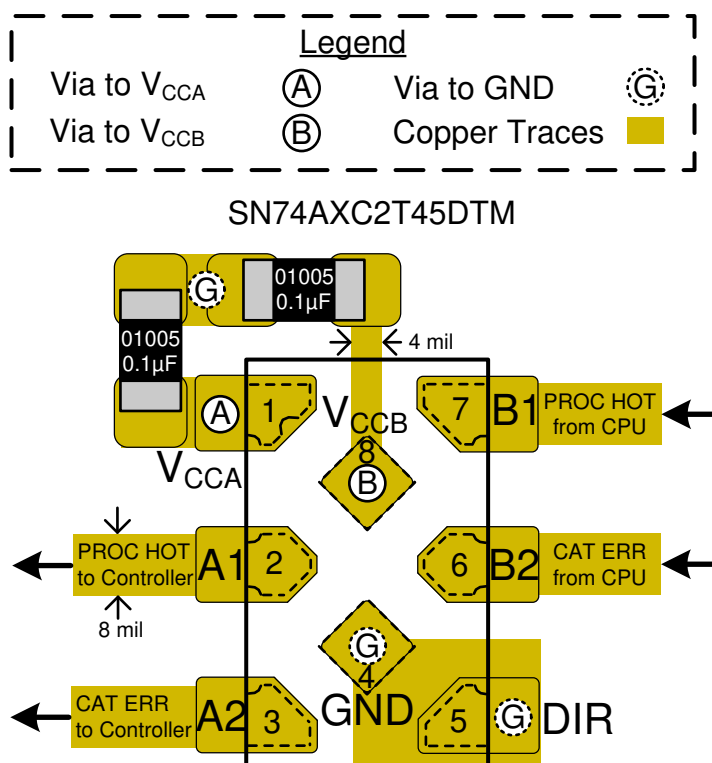 Legend
Via to VCCA A Via to GND G
Via to VCCB B Copper Traces
SN74AXC2T45DTM
G
01005
0.1µF
4 mil
01005
0.1µF
A
1
VCCB
7
B1
PROC HOT
from CPU
8
B
VCCA
PROC HOT
to Controller
A1
2
6
B2
CAT ERR
from CPU
8 mil
G
4
GND
CAT ERR
to Controller
A2
3
5
G
DIR